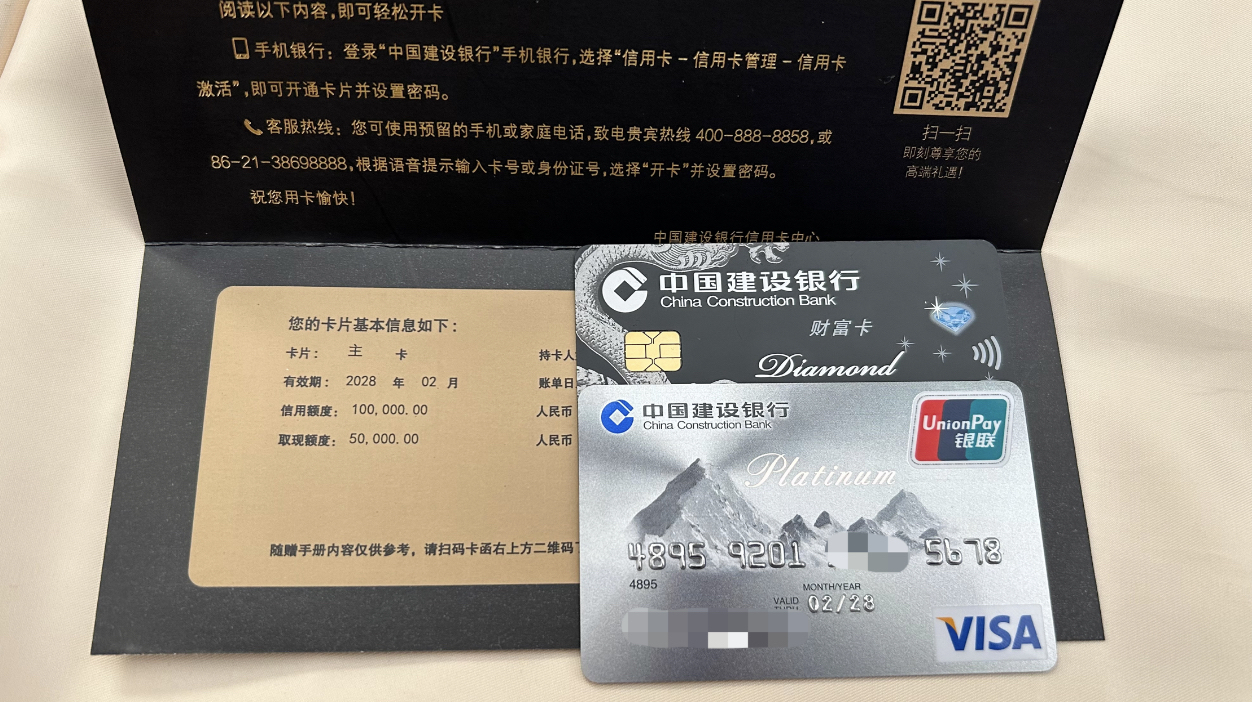 阅读以下内容,即可轻松开卡
手机银行:登录“中国建设银行”手机银行,选择“信用卡-信用卡管理-信用卡
激活”,即可开通卡片并设置密码。
客服热线:您可使用预留的手机或家庭电话,致电贵宾热线 400-888-8858,或
86-21-38698888,根据语音提示输入卡号或身份证号,选择“开卡”并设置密码。
祝您用卡愉快!
中国建设银行信用卡中心
扫一扫
即刻尊享您的
高端礼遇!
您的卡片基本信息如下:
卡片: 主 卡
持卡人
有效期: 2028 年 02 月
账单日
信用额度: 100,000.00
人民币
取现额度: 50,000.00
人民币
随赠手册内容仅供参考,请扫码卡函右上方二维码
中国建设银行
China Construction Bank
财富卡
Diamond
中国建设银行
China Construction Bank
UnionPay
银联
Platinum
4895 9201 5678
4895
MONTH/YEAR
VALID
THRU
02/28
VISA